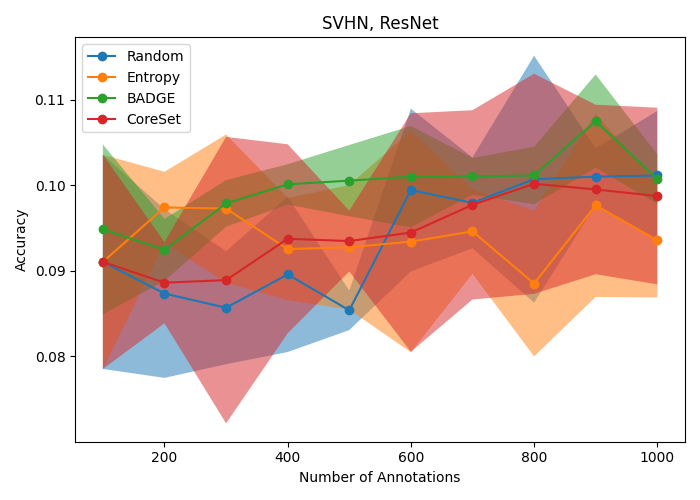 SVHN, ResNet
Random
Entropy
BADGE
CoreSet
Accuracy
0.11
0.10
0.09
0.08
200
400
600
800
1000
Number of Annotations